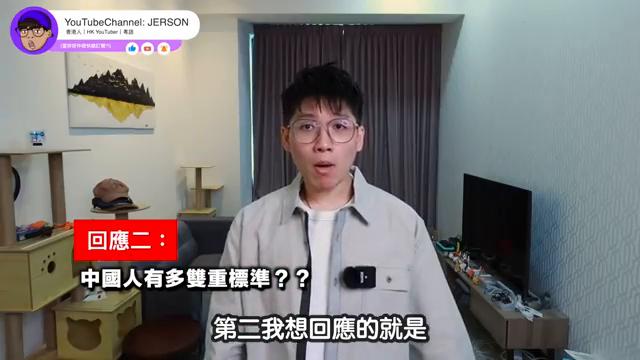 YouTubeChannel: JERSON
香港人｜HK YouTuber｜粵語
回應二：
中國人有多雙重標準？？
第二我想回應的就是